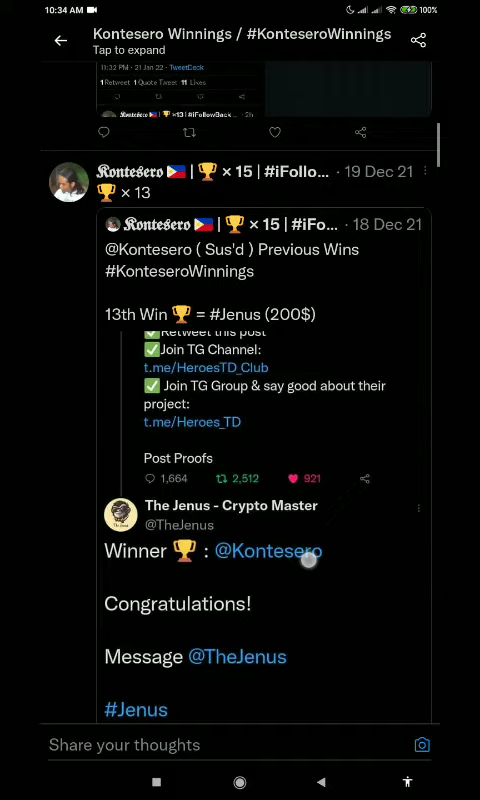 10:34 AM
100%
Kontesero Winnings / #KonteseroWinnings
Tap to expand
11:33 PM · 21 Jan 22 · TweetDeck
1 Retweet 1 Quote Tweet 11 Likes
Kontesero 🇵🇭 | 🏆 ×13 | #iFollowBack... · 2h
𝕶𝖔𝖓𝖙𝖊𝖘𝖊𝖗𝖔 🇵🇭 | 🏆 × 15 | #iFollo... · 19 Dec 21
🏆 × 13
𝕶𝖔𝖓𝖙𝖊𝖘𝖊𝖗𝖔 🇵🇭 | 🏆 × 15 | #iFo... · 18 Dec 21
@Kontesero ( Sus'd ) Previous Wins
#KonteseroWinnings
13th Win 🏆 = #Jenus (200$)
✅Retweet this post
✅Join TG Channel:
t.me/HeroesTD_Club
✅ Join TG Group & say good about their
project:
t.me/Heroes_TD
Post Proofs
1,664 2,512 921
The Jenus - Crypto Master
@TheJenus
Winner 🏆 : @Kontesero
Congratulations!
Message @TheJenus
#Jenus
Share your thoughts